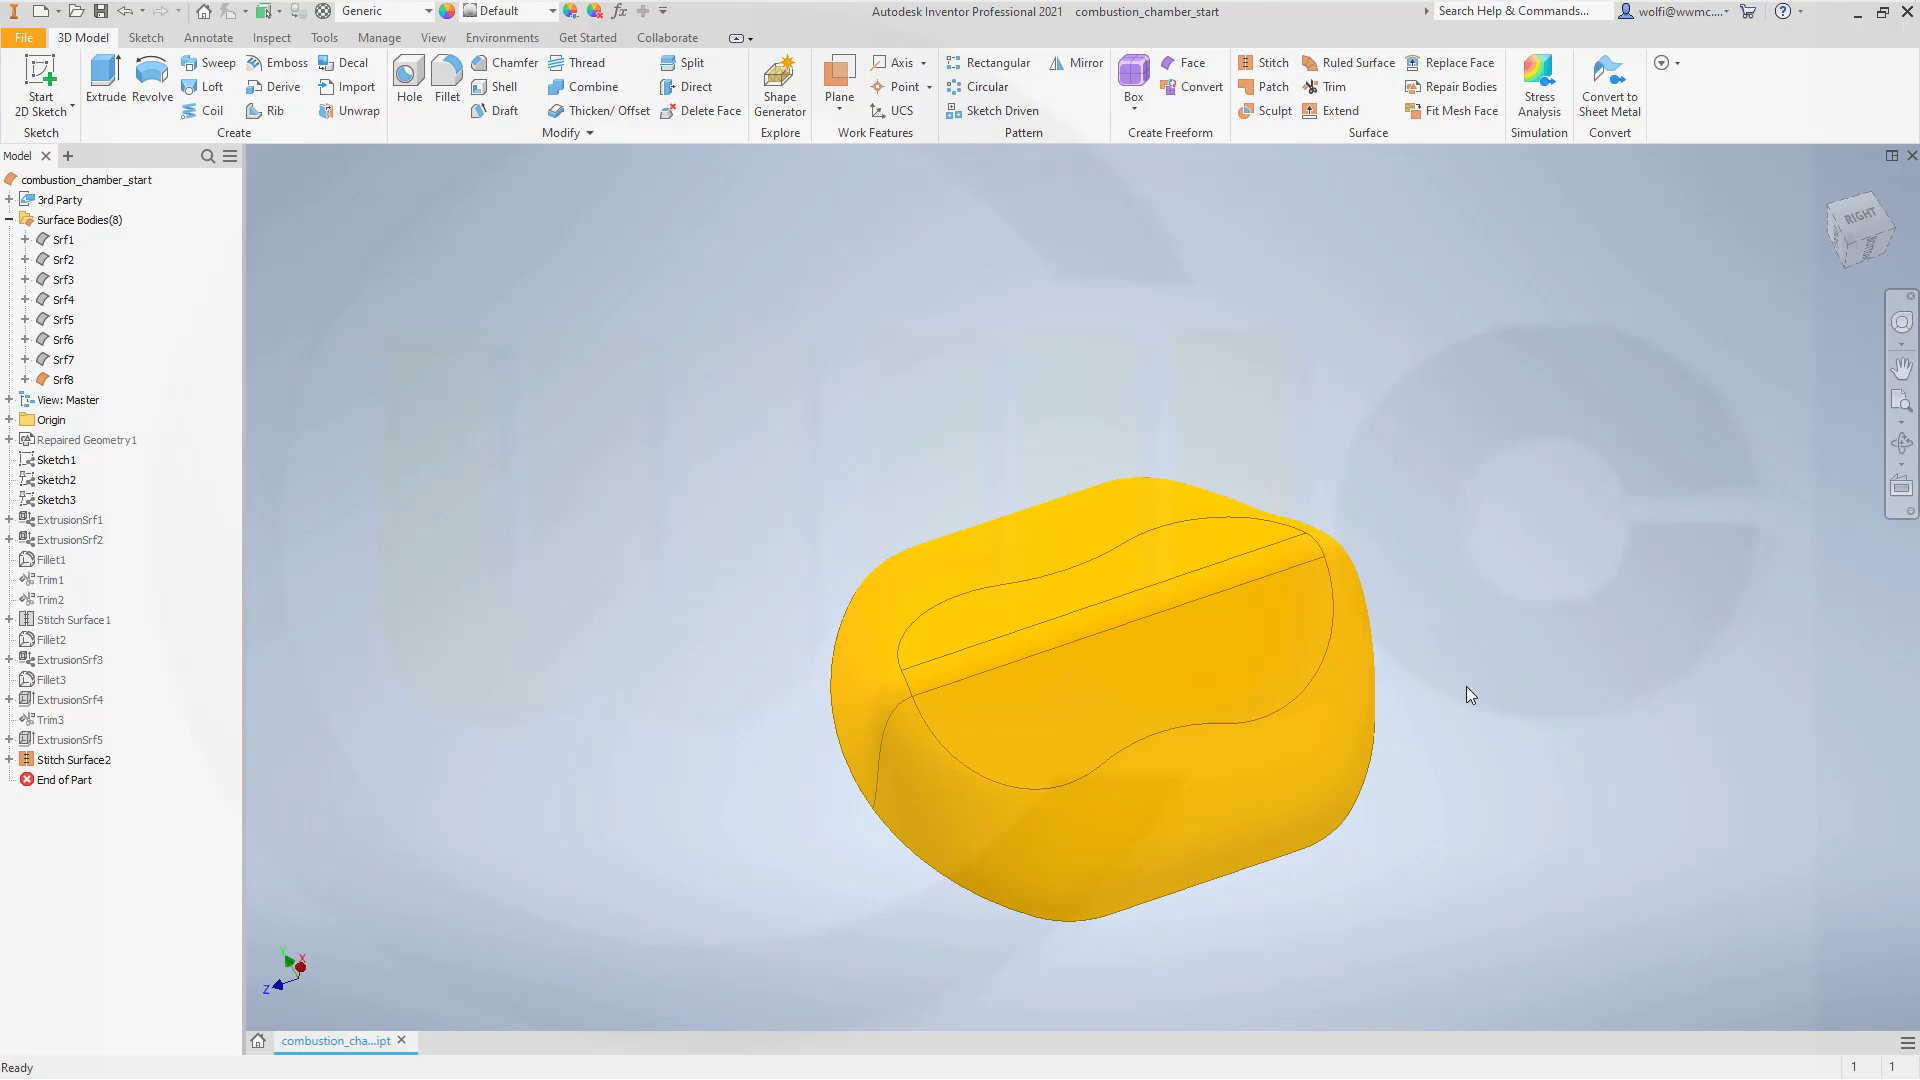 Generic
Default
Autodesk Inventor Professional 2021 combustion_chamber_start
Search Help & Commands...
wolfi@wwmc....
File 3D Model Sketch Annotate Inspect Tools Manage View Environments Get Started Collaborate
Start
2D Sketch
Sketch
Extrude
Revolve
Sweep
Loft
Coil
Emboss
Derive
Rib
Decal
Import
Unwrap
Create
Hole
Fillet
Chamfer
Shell
Draft
Thread
Combine
Thicken/ Offset
Split
Direct
Delete Face
Modify
Shape
Generator
Explore
Plane
Axis
Point
UCS
Work Features
Rectangular
Circular
Sketch Driven
Mirror
Pattern
Box
Face
Convert
Create Freeform
Stitch
Patch
Sculpt
Ruled Surface
Trim
Extend
Replace Face
Repair Bodies
Fit Mesh Face
Surface
Stress
Analysis
Simulation
Convert to
Sheet Metal
Convert
Model
combustion_chamber_start
3rd Party
Surface Bodies(8)
Srf1
Srf2
Srf3
Srf4
Srf5
Srf6
Srf7
Srf8
View: Master
Origin
Repaired Geometry1
Sketch1
Sketch2
Sketch3
ExtrusionSrf1
ExtrusionSrf2
Fillet1
Trim1
Trim2
Stitch Surface1
Fillet2
ExtrusionSrf3
Fillet3
ExtrusionSrf4
Trim3
ExtrusionSrf5
Stitch Surface2
End of Part
RIGHT
Y
X
Z
combustion_cha...ipt
Ready
1 1